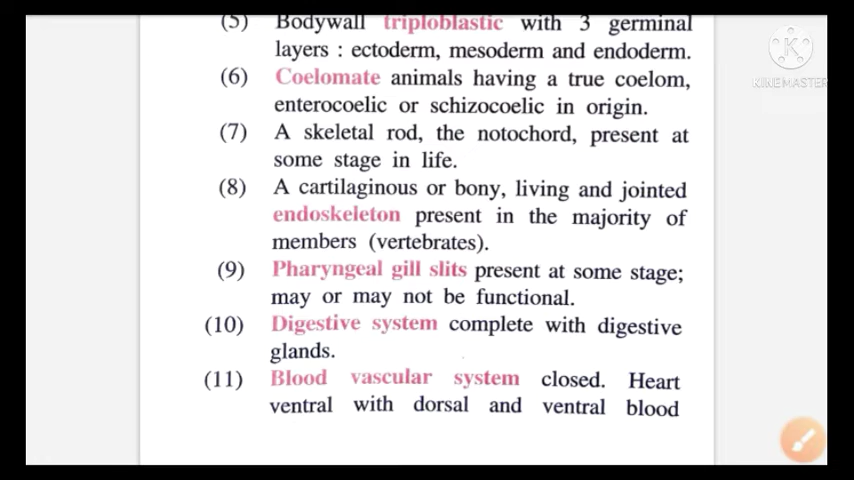 (5) Bodywall triploblastic with 3 germinal
layers : ectoderm, mesoderm and endoderm.
(6) Coelomate animals having a true coelom,
enterocoelic or schizocoelic in origin.
(7) A skeletal rod, the notochord, present at
some stage in life.
(8) A cartilaginous or bony, living and jointed
endoskeleton present in the majority of
members (vertebrates).
(9) Pharyngeal gill slits present at some stage;
may or may not be functional.
(10) Digestive system complete with digestive
glands.
(11) Blood vascular system closed. Heart
ventral with dorsal and ventral blood
K
KINEMASTER